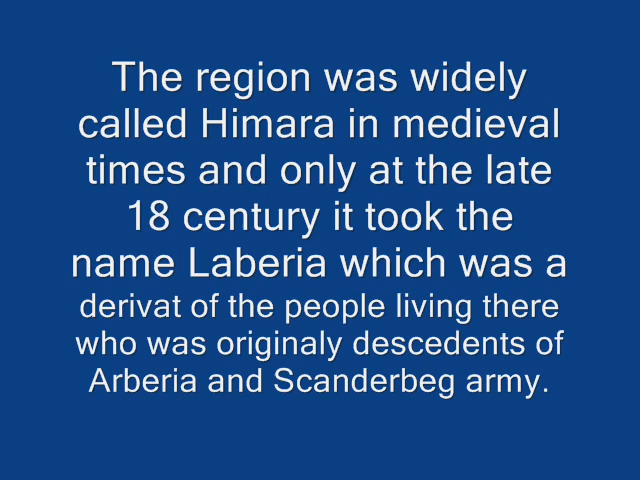 The region was widely
called Himara in medieval
times and only at the late
18 century it took the
name Laberia which was a
derivat of the people living there
who was originaly descedents of
Arberia and Scanderbeg army.